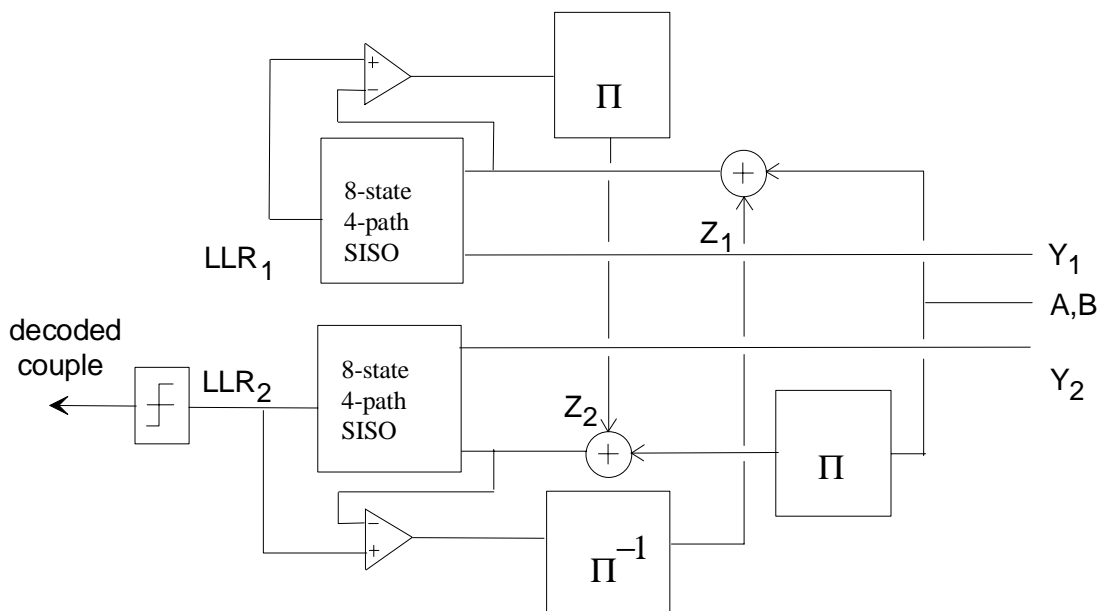 +
−
Π
8-state
4-path
SISO
+
Z₁
LLR₁
Y₁
A,B
decoded
couple
LLR₂
8-state
4-path
SISO
Y₂
Z₂
+
Π
−
+
Π⁻¹